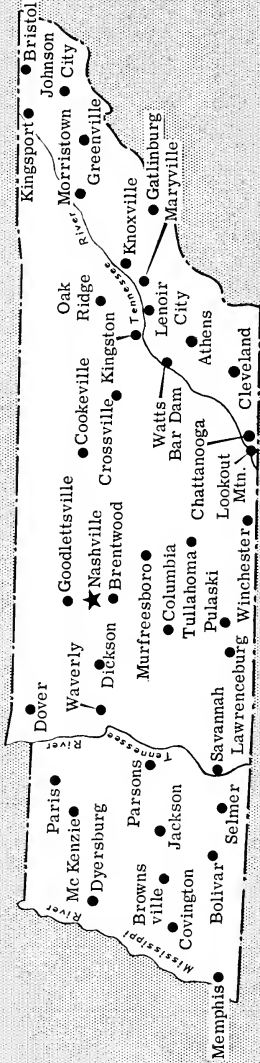 Bristol
Johnson
City
Kingsport
Greenville
Morristown
River
Tennessee
Gatlinburg
Maryville
Knoxville
Oak
Ridge
Lenoir
City
Kingston
Athens
Watts
Bar Dam
Cleveland
Crossville
Cookeville
Chattanooga
Lookout
Mtn.
Goodlettsville
Nashville
Brentwood
Murfreesboro
Columbia
Tullahoma
Pulaski
Winchester
Lawrenceburg
Dover
Waverly
Dickson
Tennessee
River
Savannah
Paris
McKenzie
Dyersburg
Parsons
Jackson
Selmer
Browns
ville
Covington
Bolivar
Mississippi
River
Memphis